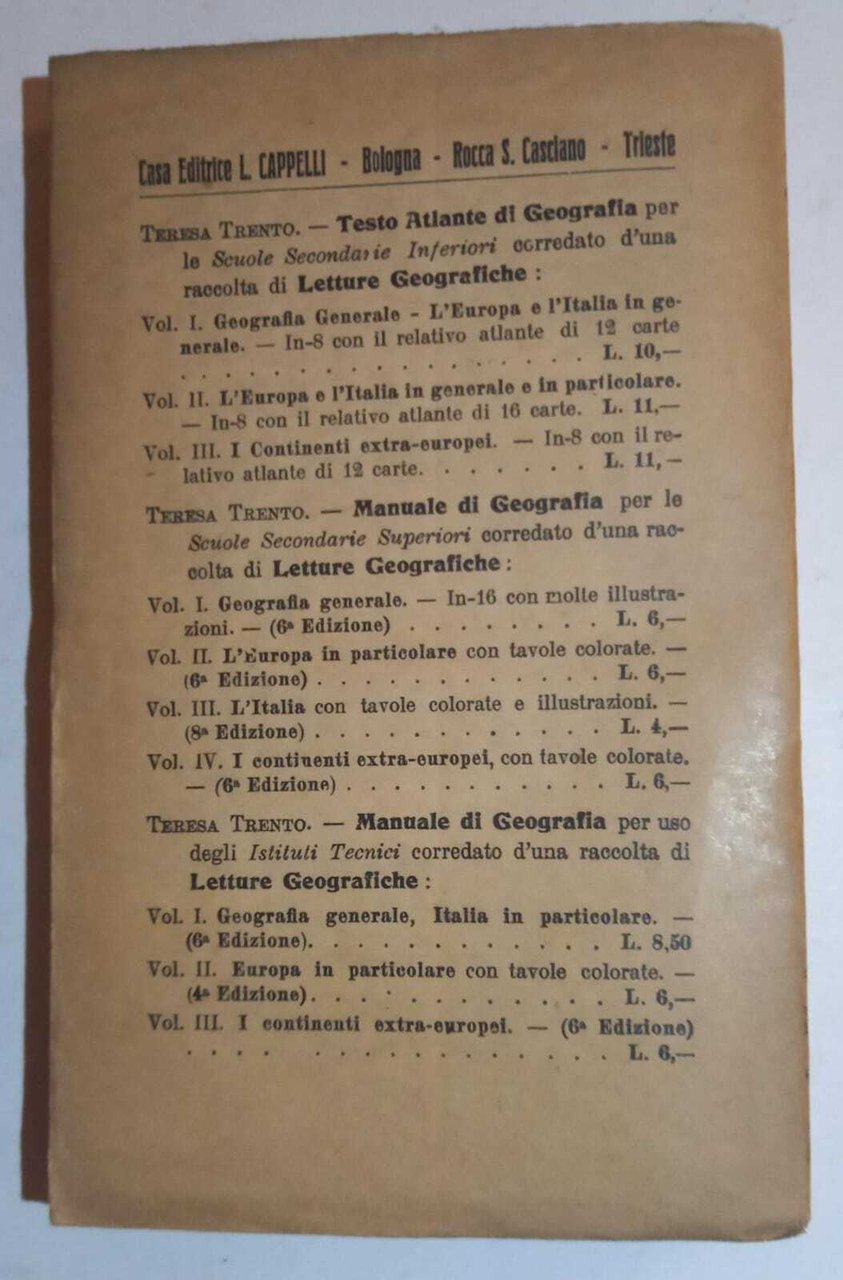 Casa Editrice L. CAPPELLI - Bologna - Rocca S. Casciano - Trieste
TERESA TRENTO. — Testo Atlante di Geografia per
le Scuole Secondarie Inferiori corredato d'una
raccolta di Letture Geografiche :
Vol. I. Geografia Generale - L'Europa e l'Italia in ge-
nerale. — In-8 con il relativo atlante di 12 carte
. . . . . . . . . . . . . . . L. 10,—
Vol. II. L'Europa e l'Italia in generale e in particolare.
— In-8 con il relativo atlante di 16 carte. L. 11,—
Vol. III. I Continenti extra-europei. — In-8 con il re-
lativo atlante di 12 carte. . . . . . . L. 11,—
TERESA TRENTO. — Manuale di Geografia per le
Scuole Secondarie Superiori corredato d'una rac-
colta di Letture Geografiche :
Vol. I. Geografia generale. — In-16 con molte illustra-
zioni. — (6ª Edizione) . . . . . . . . L. 6,—
Vol. II. L'Europa in particolare con tavole colorate. —
(6ª Edizione) . . . . . . . . . . . . L. 6,—
Vol. III. L'Italia con tavole colorate e illustrazioni. —
(8ª Edizione) . . . . . . . . . . . . L. 4,—
Vol. IV. I continenti extra-europei, con tavole colorate.
— (6ª Edizione) . . . . . . . . . . . L. 6,—
TERESA TRENTO. — Manuale di Geografia per uso
degli Istituti Tecnici corredato d'una raccolta di
Letture Geografiche :
Vol. I. Geografia generale, Italia in particolare. —
(6ª Edizione). . . . . . . . . . . . L. 8,50
Vol. II. Europa in particolare con tavole colorate. —
(4ª Edizione). . . . . . . . . . . . L. 6,—
Vol. III. I continenti extra-europei. — (6ª Edizione)
. . . . . . . . . . . . . . . . L. 6,—